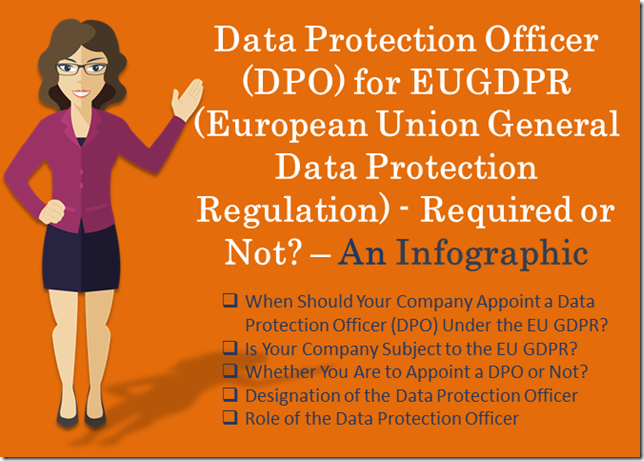 Data Protection Officer
(DPO) for EUGDPR
(European Union General
Data Protection
Regulation) - Required or
Not? – An Infographic
❑ When Should Your Company Appoint a Data
Protection Officer (DPO) Under the EU GDPR?
❑ Is Your Company Subject to the EU GDPR?
❑ Whether You Are to Appoint a DPO or Not?
❑ Designation of the Data Protection Officer
❑ Role of the Data Protection Officer